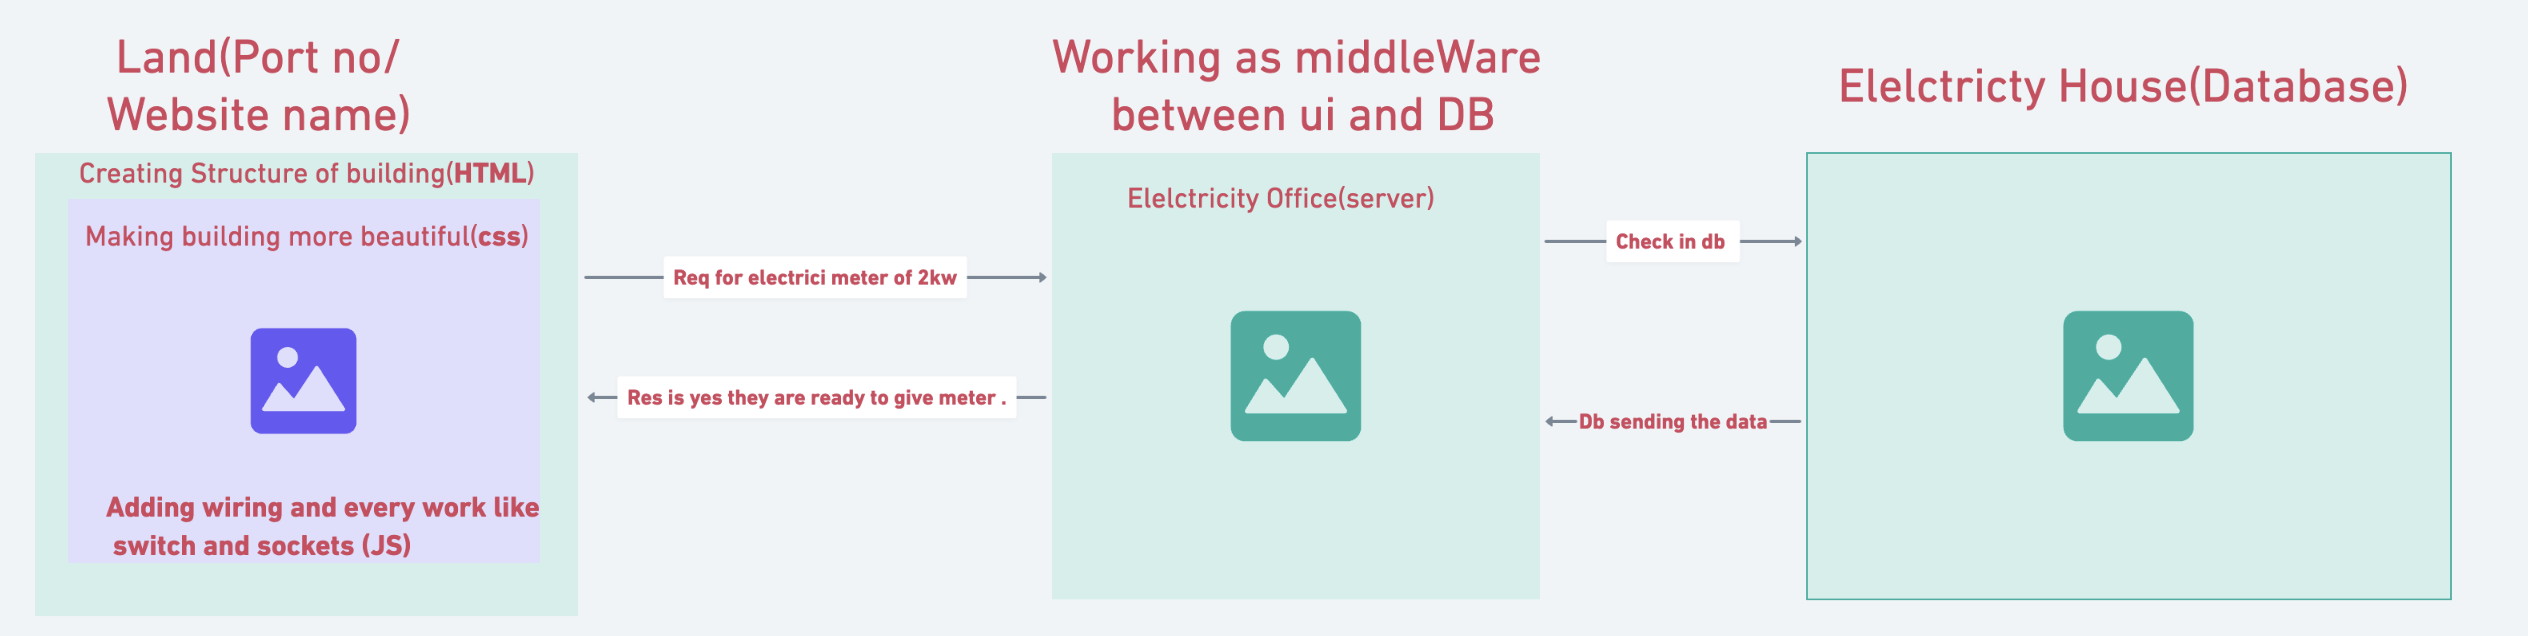 Land(Port no/
Website name)
Creating Structure of building(HTML)
Making building more beautiful(css)
Adding wiring and every work like
switch and sockets (JS)
Req for electrici meter of 2kw
Res is yes they are ready to give meter .
Working as middleWare
between ui and DB
Elelctricity Office(server)
Check in db
Db sending the data
Elelctricty House(Database)